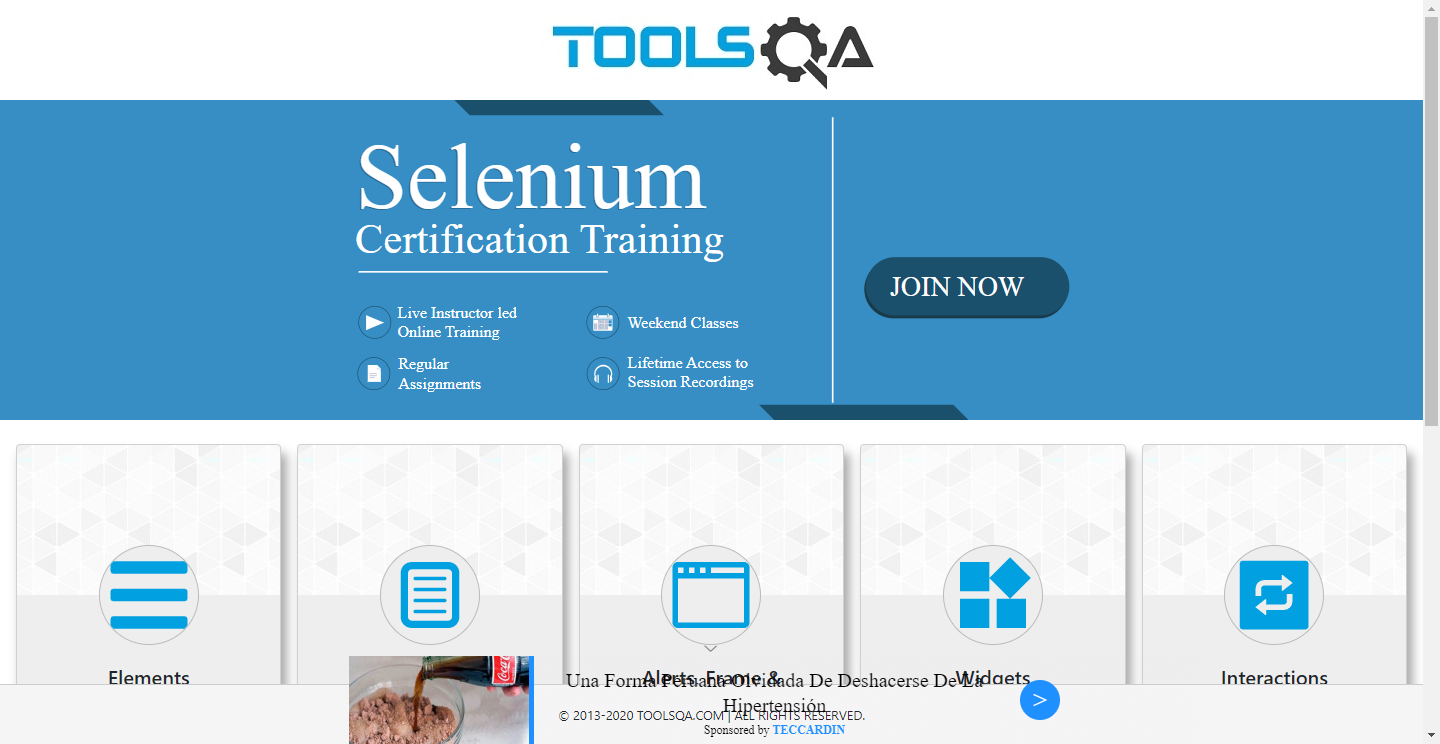 TOOLSQA
Selenium
Certification Training
Live Instructor led
Online Training
Weekend Classes
Regular
Assignments
Lifetime Access to
Session Recordings
JOIN NOW
Elements
Alerts, Frame &
Widgets
Interactions
Una Forma Peruana Olvidada De Deshacerse De La
Hipertensión
© 2013-2020 TOOLSQA.COM | ALL RIGHTS RESERVED.
Sponsored by TECCARDIN
>
Coca-Cola